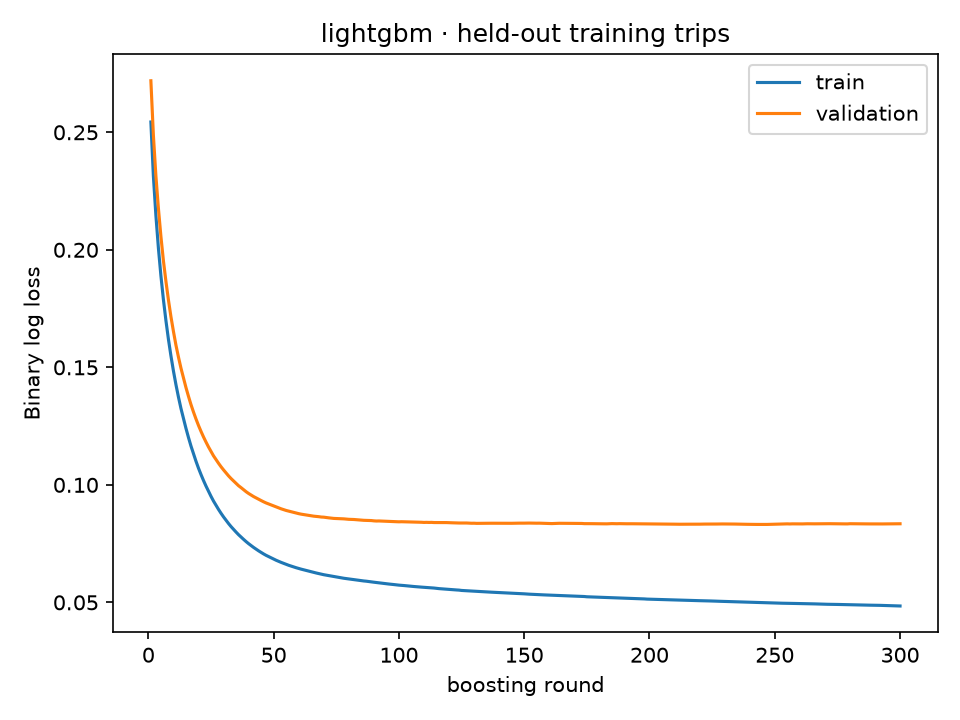 lightgbm · held-out training trips
train
validation
Binary log loss
0.25
0.20
0.15
0.10
0.05
0
50
100
150
200
250
300
boosting round